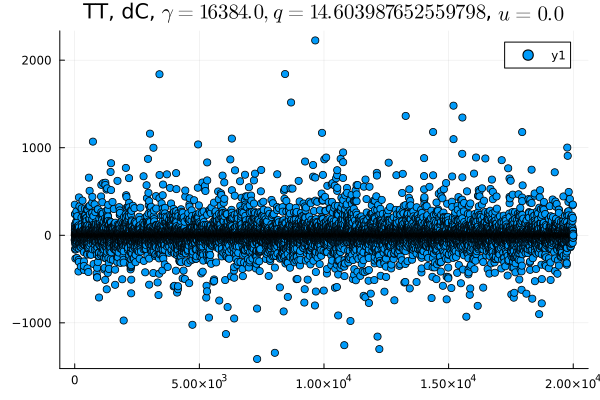 TT, dC, γ = 16384.0, q = 14.603987652559798, u = 0.0
y1
2000
1000
0
−1000
0 5.00×10³ 1.00×10⁴ 1.50×10⁴ 2.00×10⁴